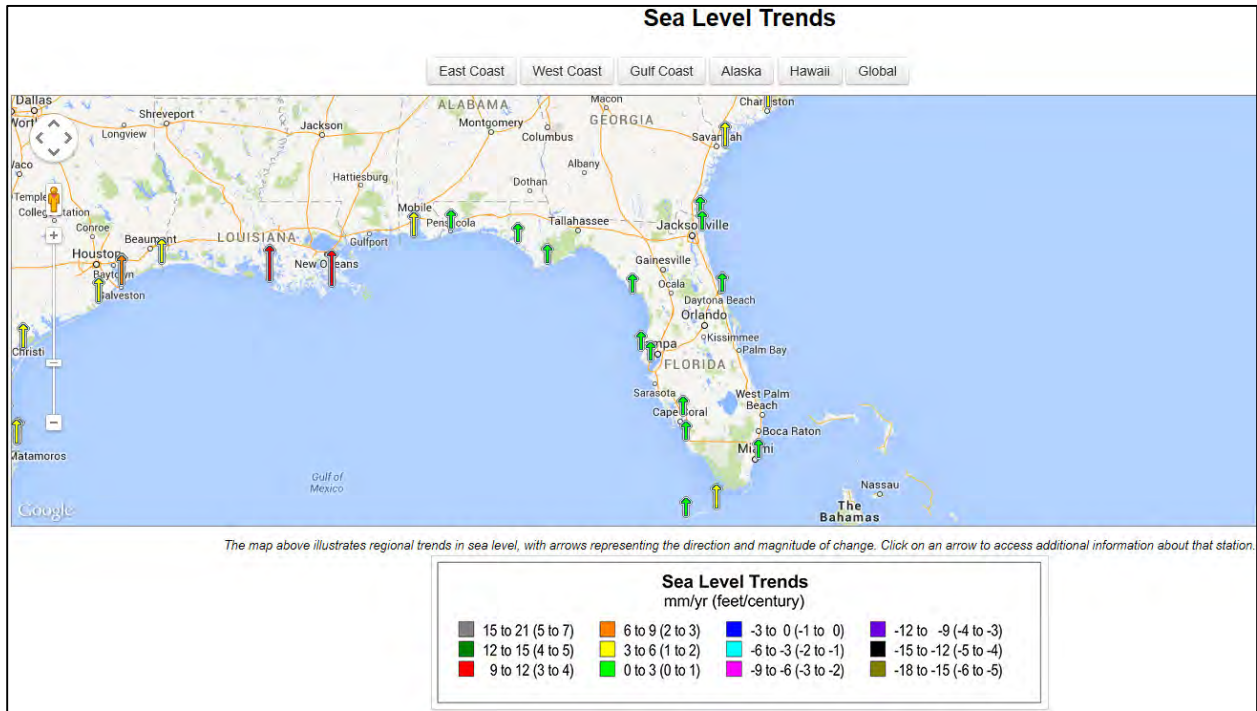 Sea Level Trends
East Coast West Coast Gulf Coast Alaska Hawaii Global
Dallas
Shreveport
Longview
Jackson
ALABAMA
Montgomery
Columbus
Macon
GEORGIA
Charleston
Savannah
Waco
Temple
College Station
Conroe
Beaumont
Houston
Baytown
Galveston
Christi
Matamoros
Hattiesburg
LOUISIANA
New Orleans
Gulfport
Mobile
Pensacola
Dothan
Albany
Tallahassee
Jacksonville
Gainesville
Ocala
Daytona Beach
Orlando
Kissimmee
Palm Bay
Tampa
FLORIDA
Sarasota
West Palm
Beach
Cape Coral
Boca Raton
Miami
Gulf of
Mexico
Nassau
The
Bahamas
Google
The map above illustrates regional trends in sea level, with arrows representing the direction and magnitude of change. Click on an arrow to access additional information about that station.
Sea Level Trends
mm/yr (feet/century)
15 to 21 (5 to 7) 6 to 9 (2 to 3) -3 to 0 (-1 to 0) -12 to -9 (-4 to -3)
12 to 15 (4 to 5) 3 to 6 (1 to 2) -6 to -3 (-2 to -1) -15 to -12 (-5 to -4)
9 to 12 (3 to 4) 0 to 3 (0 to 1) -9 to -6 (-3 to -2) -18 to -15 (-6 to -5)